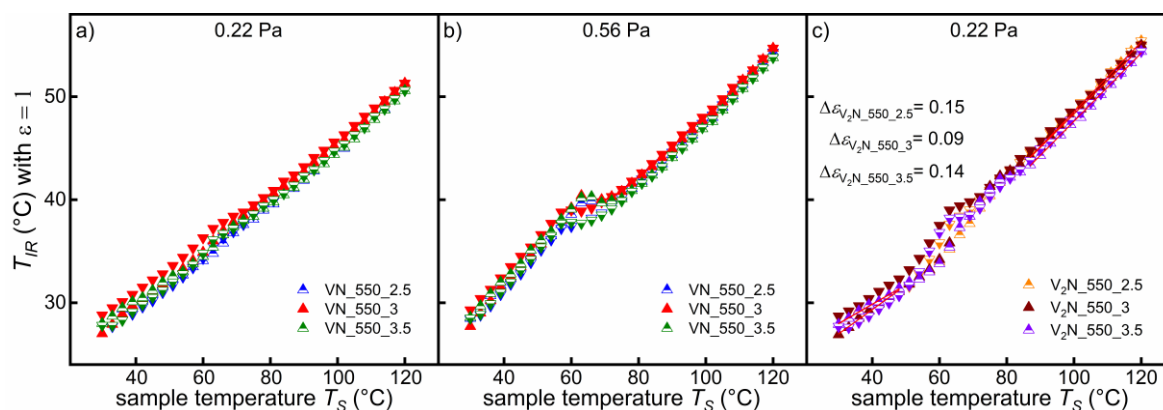 a) 0.22 Pa
b) 0.56 Pa
c) 0.22 Pa
T_IR (°C) with ε = 1
50
40
30
VN_550_2.5
VN_550_3
VN_550_3.5
VN_550_2.5
VN_550_3
VN_550_3.5
Δε_V₂N_550_2.5 = 0.15
Δε_V₂N_550_3 = 0.09
Δε_V₂N_550_3.5 = 0.14
V₂N_550_2.5
V₂N_550_3
V₂N_550_3.5
40 60 80 100 120
40 60 80 100 120
40 60 80 100 120
sample temperature T_S (°C)
sample temperature T_S (°C)
sample temperature T_S (°C)